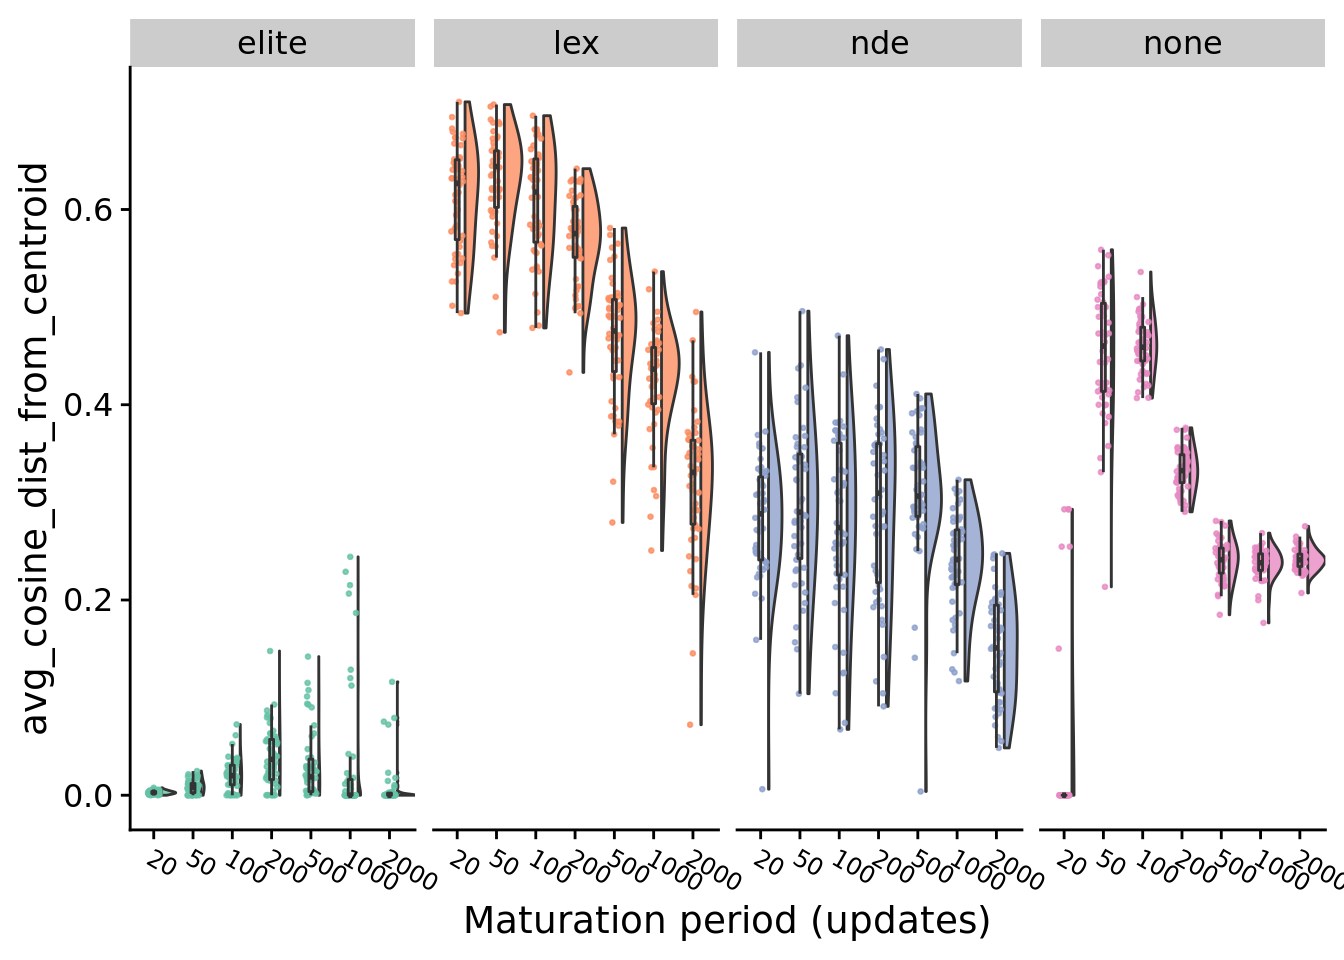 elite lex nde none
avg_cosine_dist_from_centroid
0.6
0.4
0.2
0.0
20 50 100 200 500 1000 2000 20 50 100 200 500 1000 2000 20 50 100 200 500 1000 2000 20 50 100 200 500 1000 2000
Maturation period (updates)